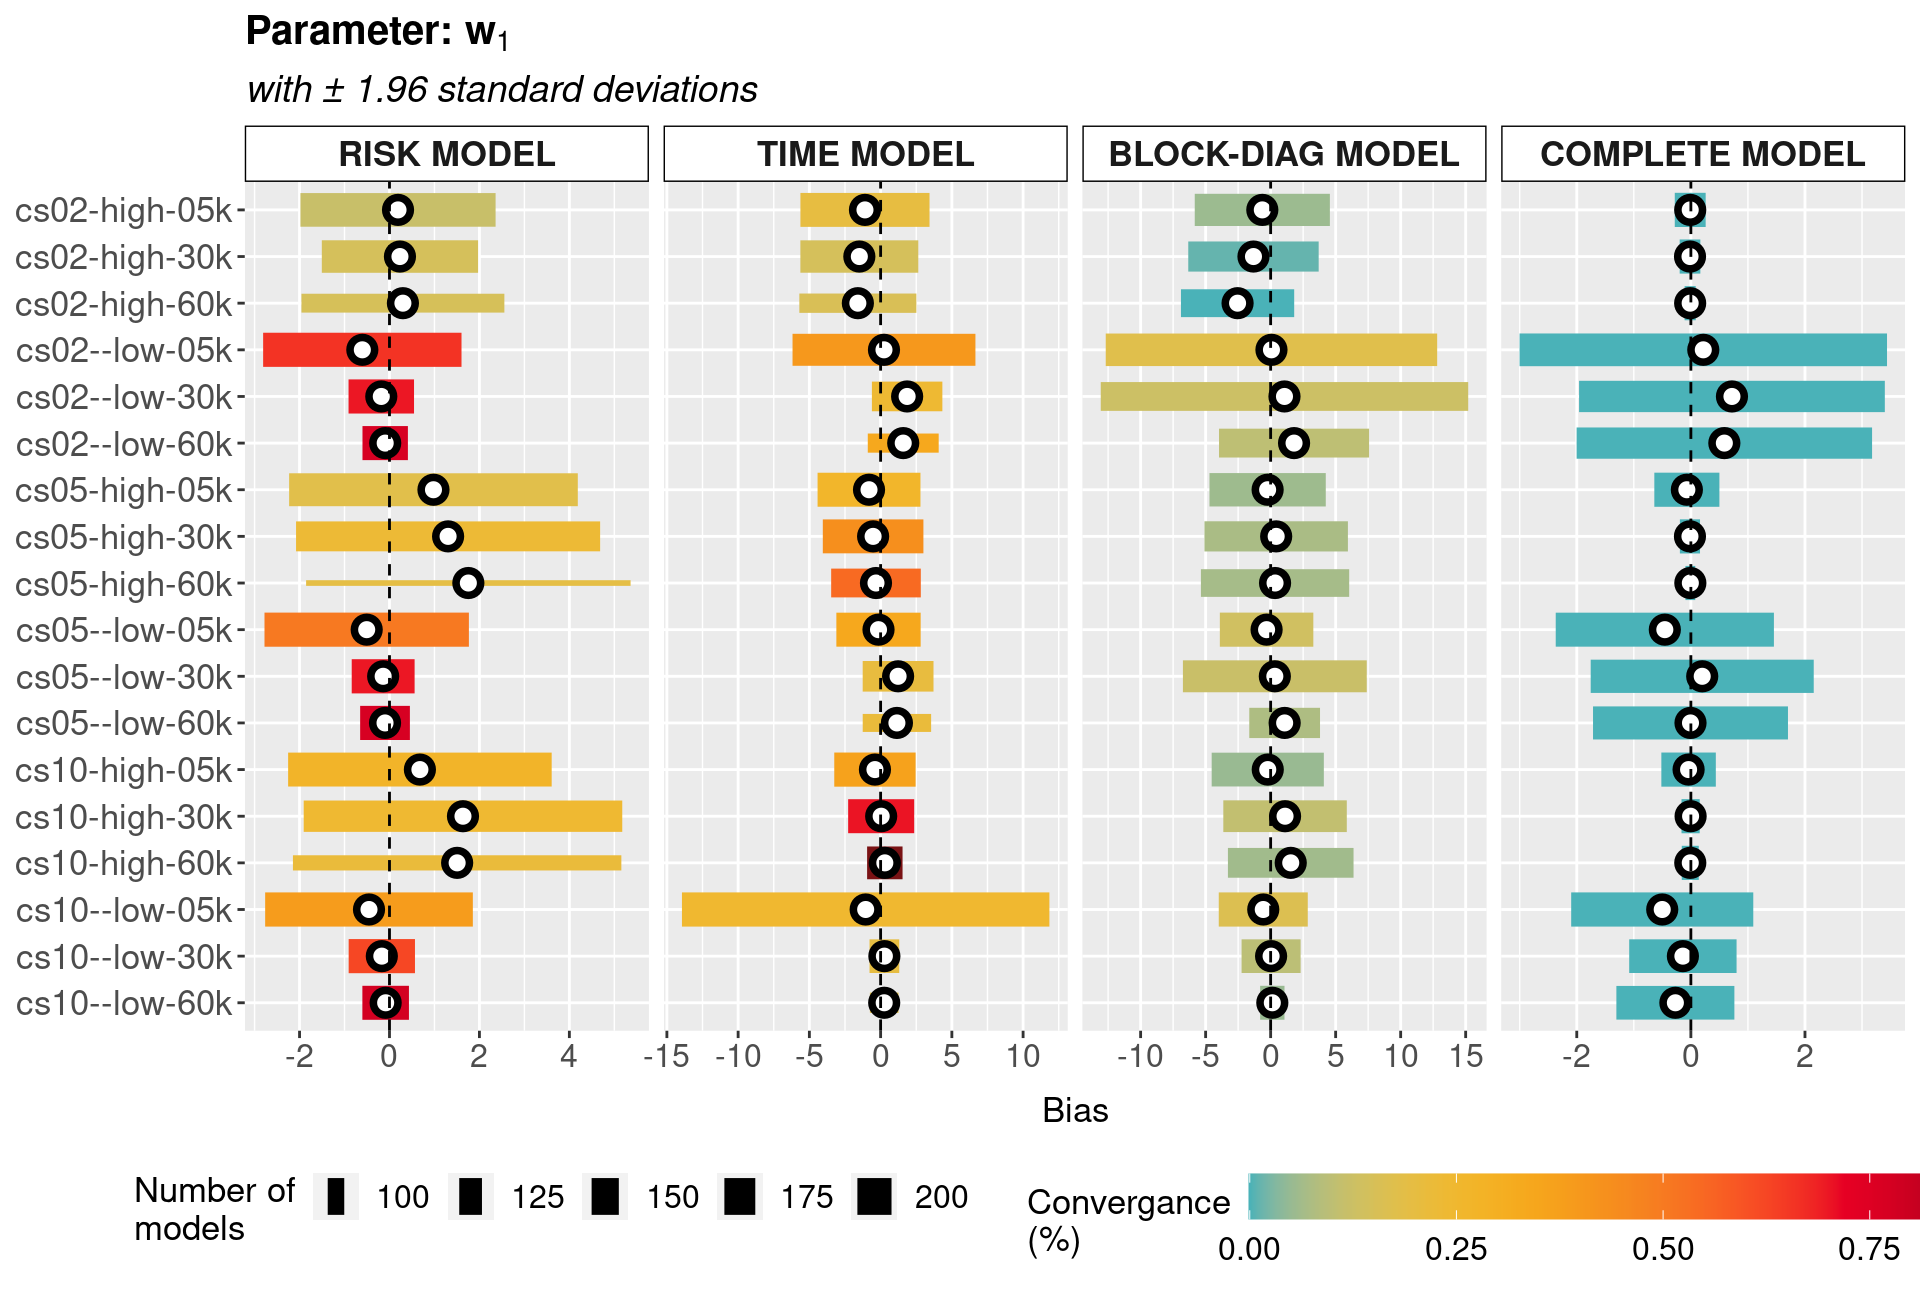 Parameter: w1
with ± 1.96 standard deviations
RISK MODEL TIME MODEL BLOCK-DIAG MODEL COMPLETE MODEL
cs02-high-05k
cs02-high-30k
cs02-high-60k
cs02--low-05k
cs02--low-30k
cs02--low-60k
cs05-high-05k
cs05-high-30k
cs05-high-60k
cs05--low-05k
cs05--low-30k
cs05--low-60k
cs10-high-05k
cs10-high-30k
cs10-high-60k
cs10--low-05k
cs10--low-30k
cs10--low-60k
-2 0 2 4 -15 -10 -5 0 5 10 -10 -5 0 5 10 15 -2 0 2
Bias
Number of models 100 125 150 175 200
Convergance (%) 0.00 0.25 0.50 0.75